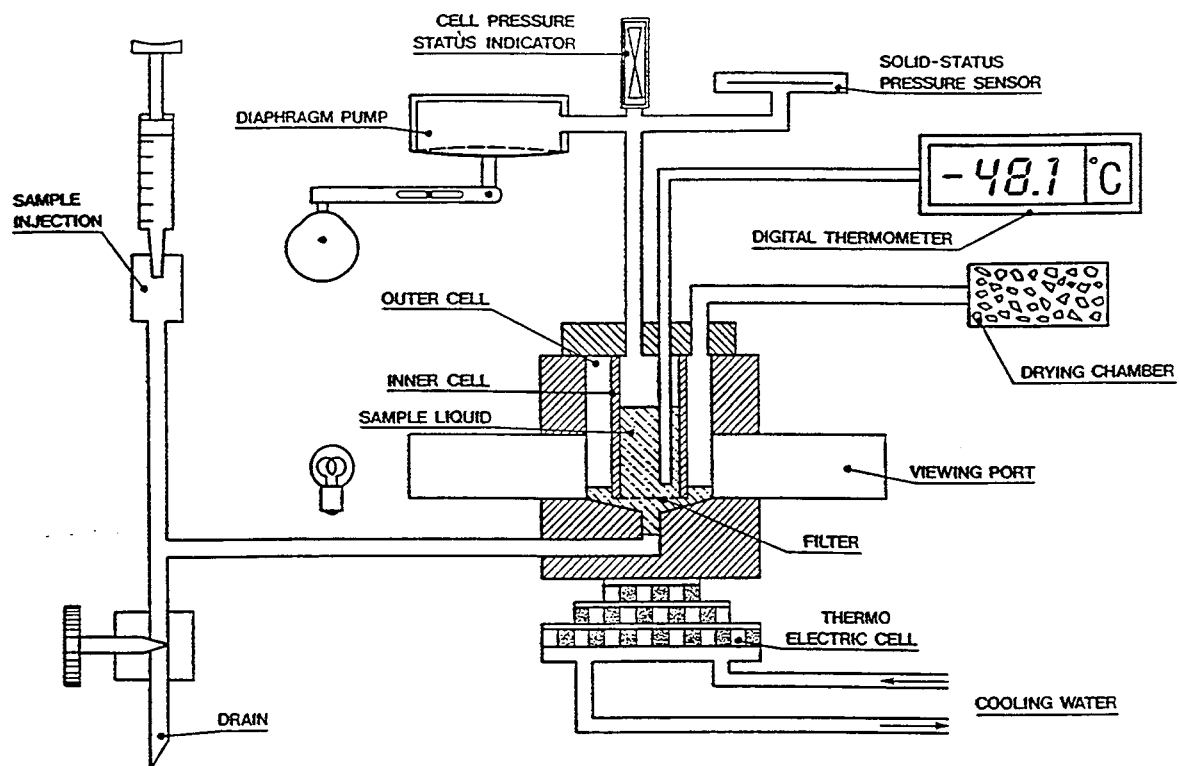 CELL PRESSURE
STATÙS INDICATOR
SOLID-STATUS
PRESSURE SENSOR
DIAPHRAGM PUMP
-48.1 °C
SAMPLE
INJECTION
DIGITAL THERMOMETER
OUTER CELL
INNER CELL
DRYING CHAMBER
SAMPLE LIQUID
VIEWING PORT
FILTER
THERMO
ELECTRIC CELL
COOLING WATER
DRAIN